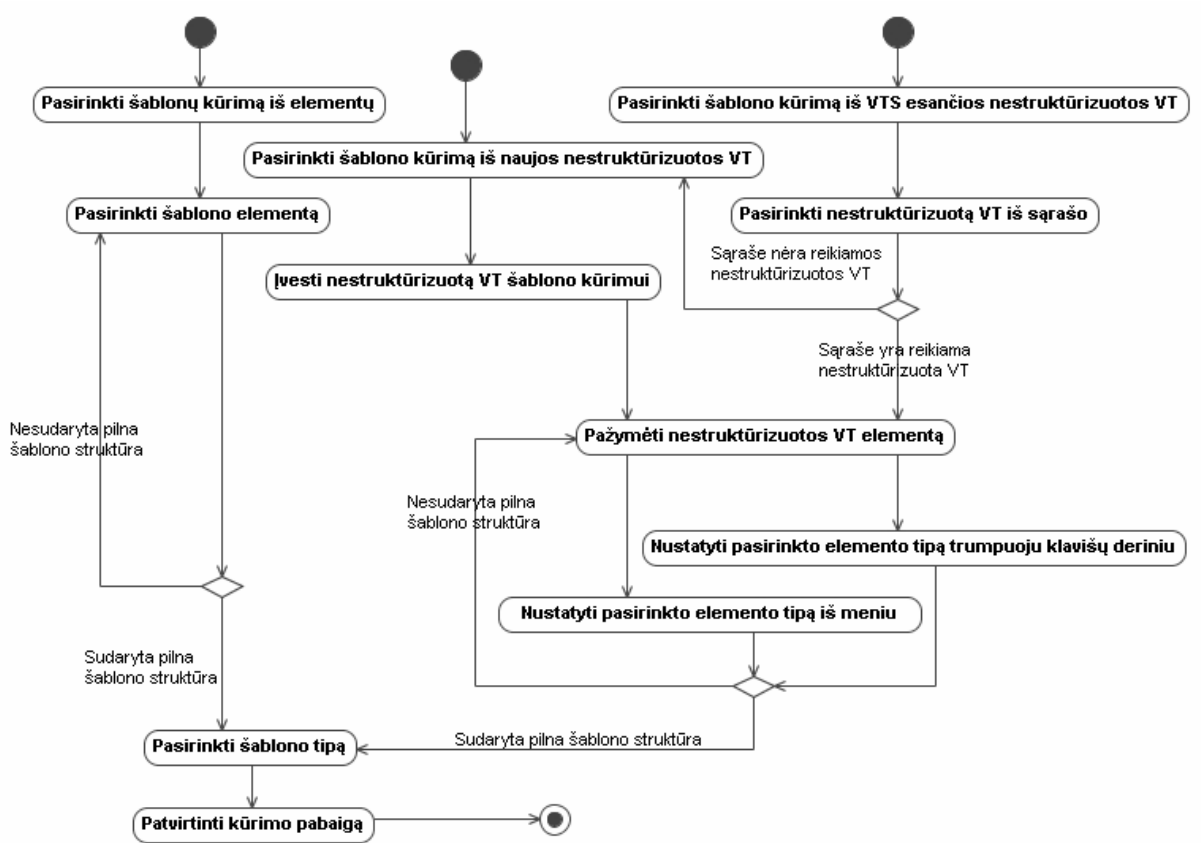 Pasirinkti šablonų kūrimą iš elementų
Pasirinkti šablono kūrimą iš VTS esančios nestruktūrizuotos VT
Pasirinkti šablono kūrimą iš naujos nestruktūrizuotos VT
Pasirinkti šablono elementą
Pasirinkti nestruktūrizuotą VT iš sąrašo
Sąraše nėra reikiamos
nestruktūrizuotos VT
Įvesti nestruktūrizuotą VT šablono kūrimui
Sąraše yra reikiama
nestruktūrizuota VT
Nesudaryta pilna
šablono struktūra
Pažymėti nestruktūrizuotos VT elementą
Nesudaryta pilna
šablono struktūra
Nustatyti pasirinkto elemento tipą trumpuoju klavišų deriniu
Nustatyti pasirinkto elemento tipą iš meniu
Sudaryta pilna
šablono struktūra
Pasirinkti šablono tipą
Sudaryta pilna šablono struktūra
Patvirtinti kūrimo pabaigą